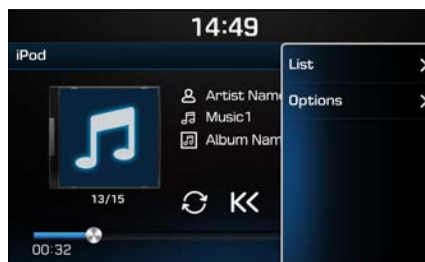 14:49
iPod
List
Artist Nam
Options
Music1
Album Nam
13/15
00:32